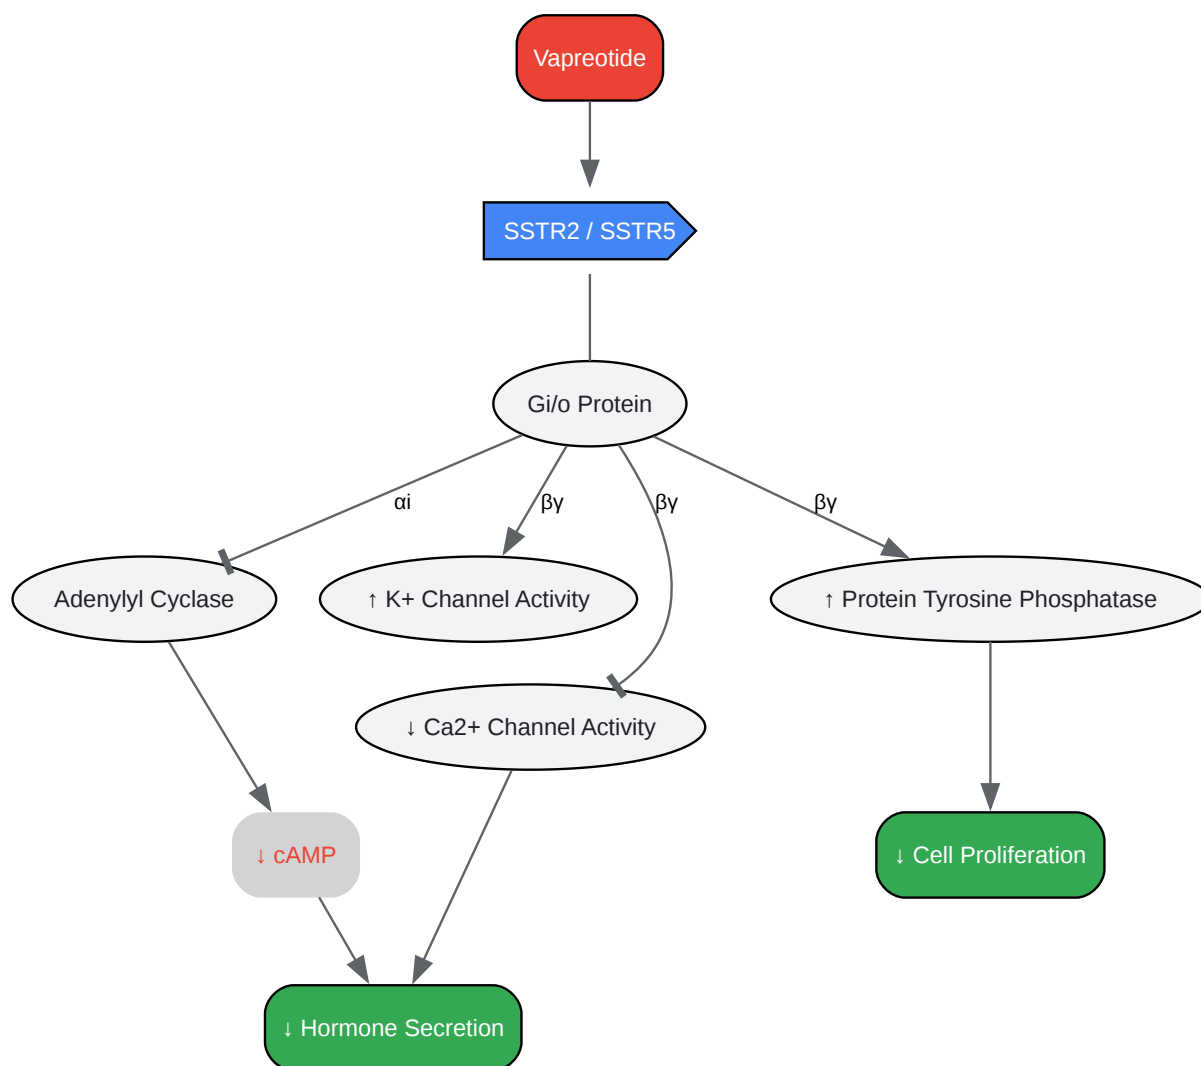 Vapreotide
SSTR2 / SSTR5
Gi/o Protein
αi
βγ
βγ
βγ
Adenylyl Cyclase
↑ K+ Channel Activity
↑ Protein Tyrosine Phosphatase
↓ Ca2+ Channel Activity
↓ cAMP
↓ Cell Proliferation
↓ Hormone Secretion